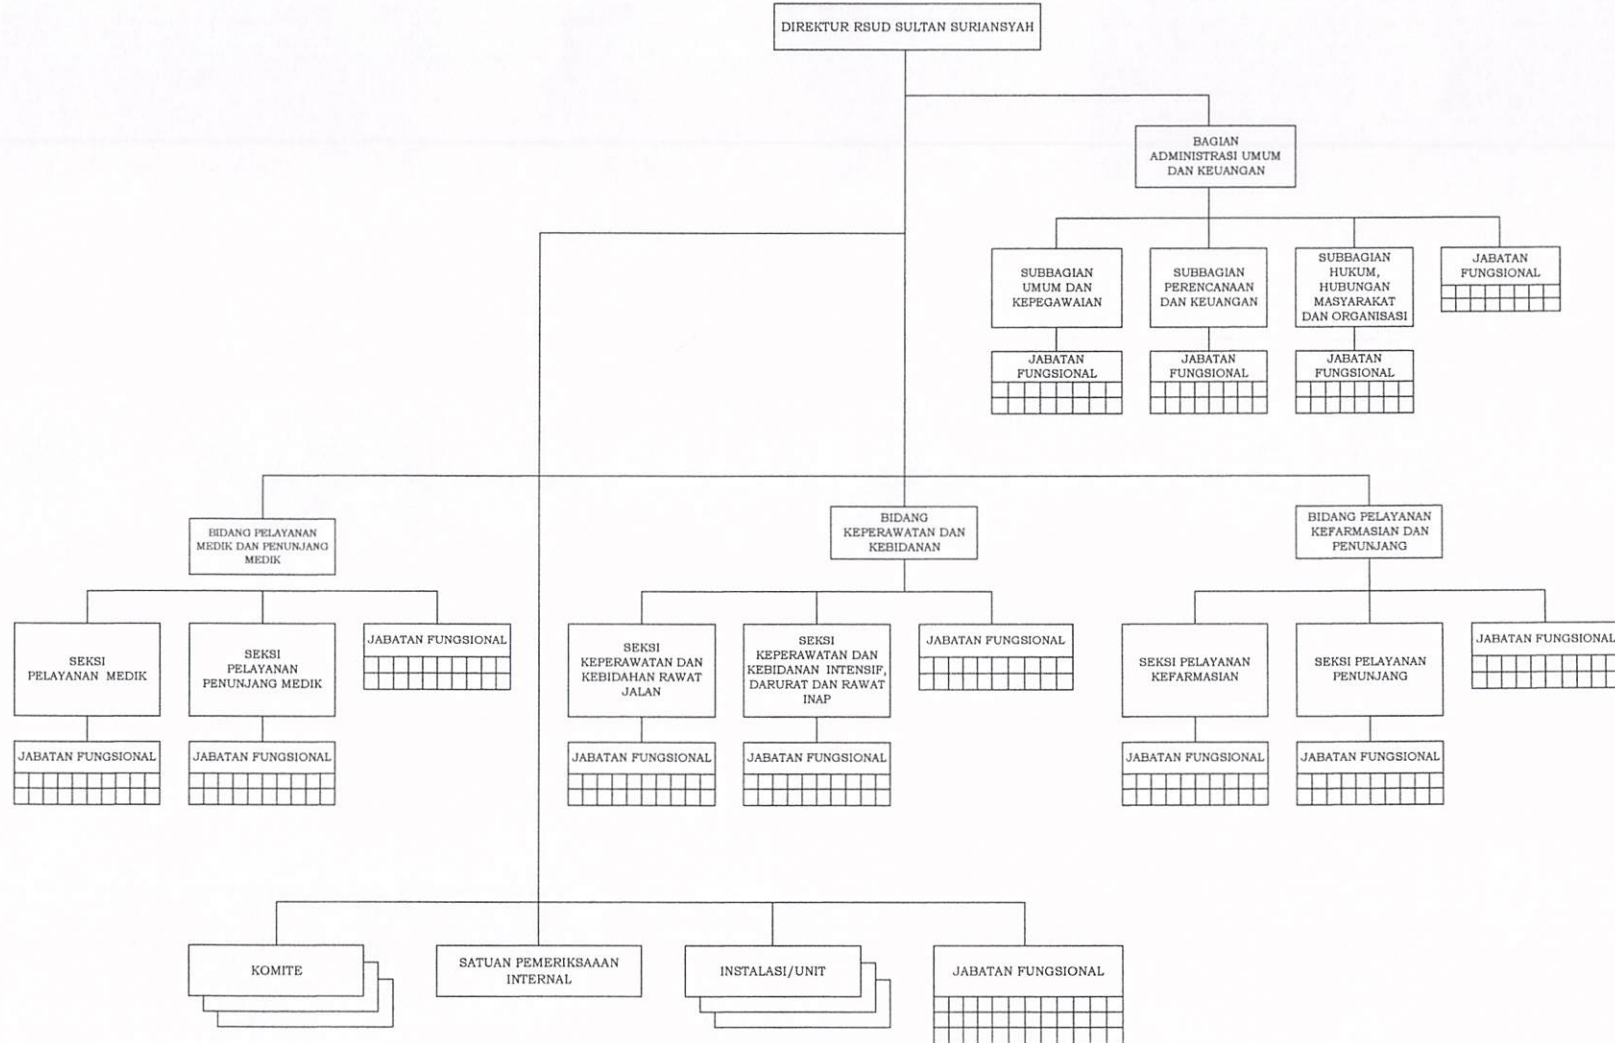 DIREKTUR RSUD SULTAN SURIANSYAH
BAGIAN
ADMINISTRASI UMUM
DAN KEUANGAN
SUBBAGIAN
UMUM DAN
KEPEGAWAIAN
SUBBAGIAN
PERENCANAAN
DAN KEUANGAN
SUBBAGIAN
HUKUM,
HUBUNGAN
MASYARAKAT
DAN ORGANISASI
JABATAN
FUNGSIONAL
JABATAN
FUNGSIONAL
JABATAN
FUNGSIONAL
JABATAN
FUNGSIONAL
BIDANG PELAYANAN
MEDIK DAN PENUNJANG
MEDIK
BIDANG
KEPERAWATAN DAN
KEBIDANAN
BIDANG PELAYANAN
KEFARMASIAN DAN
PENUNJANG
SEKSI
PELAYANAN MEDIK
SEKSI
PELAYANAN
PENUNJANG MEDIK
JABATAN FUNGSIONAL
SEKSI
KEPERAWATAN DAN
KEBIDAHAN RAWAT
JALAN
SEKSI
KEPERAWATAN DAN
KEBIDANAN INTENSIF,
DARURAT DAN RAWAT
INAP
JABATAN FUNGSIONAL
SEKSI PELAYANAN
KEFARMASIAN
SEKSI PELAYANAN
PENUNJANG
JABATAN FUNGSIONAL
JABATAN FUNGSIONAL
JABATAN FUNGSIONAL
JABATAN FUNGSIONAL
JABATAN FUNGSIONAL
JABATAN FUNGSIONAL
JABATAN FUNGSIONAL
KOMITE
SATUAN PEMERIKSAAAN
INTERNAL
INSTALASI/UNIT
JABATAN FUNGSIONAL